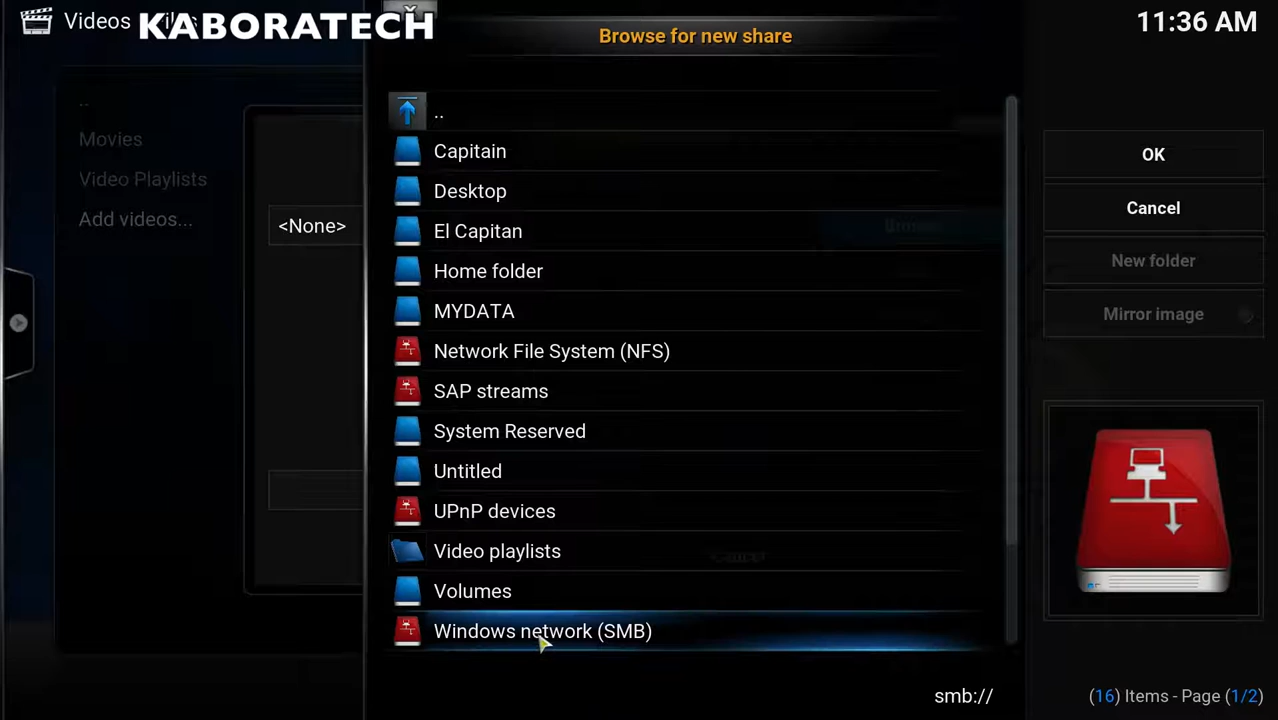 Videos
KABORATECH
Browse for new share
11:36 AM
..
Movies
Video Playlists
Add videos...
<None>
..
Capitain
Desktop
El Capitan
Home folder
MYDATA
Network File System (NFS)
SAP streams
System Reserved
Untitled
UPnP devices
Video playlists
Volumes
Windows network (SMB)
OK
Cancel
New folder
Mirror image
Browse
Cancel
smb://
(16) Items - Page (1/2)